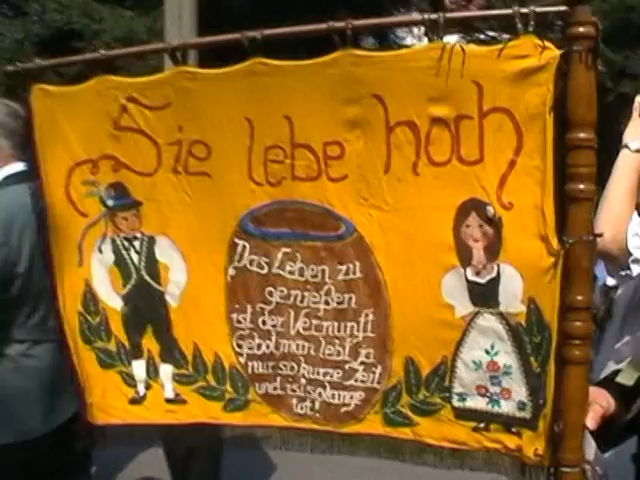 Sie lebe hoch
„Das Leben zu
genießen
ist der Vernunft
Gebot, man lebt ja
nur so kurze Zeit
und ist solange
tot!